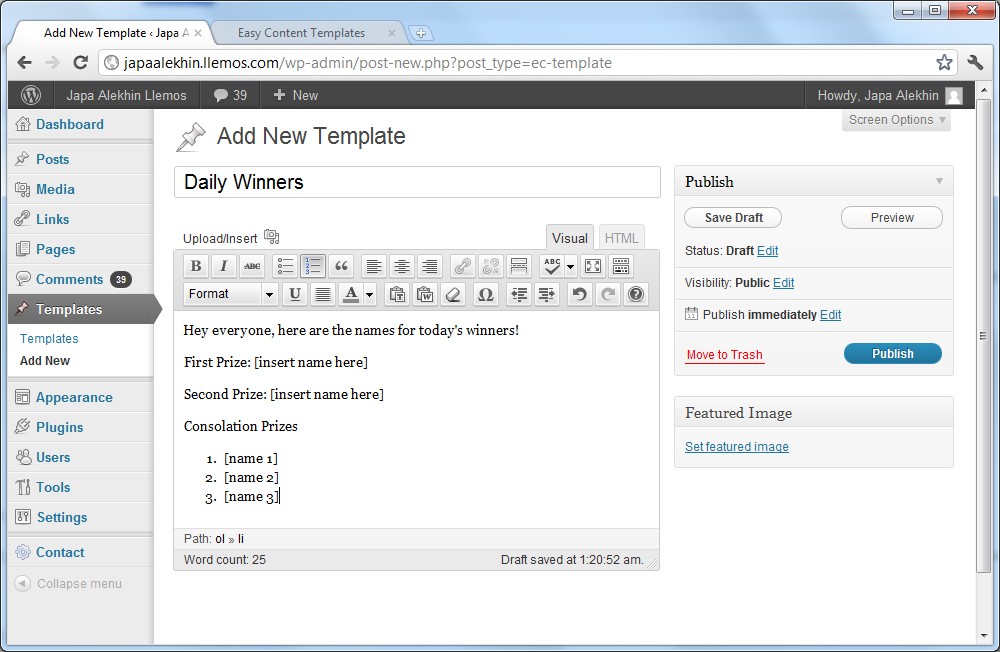 Add New Template ‹ Japa A
Easy Content Templates
japaalekhin.llemos.com/wp-admin/post-new.php?post_type=ec-template
Japa Alekhin Llemos 39 + New Howdy, Japa Alekhin
Screen Options
Dashboard
Posts
Media
Links
Pages
Comments 39
Templates
Templates
Add New
Appearance
Plugins
Users
Tools
Settings
Contact
Collapse menu
Add New Template
Daily Winners
Upload/Insert Visual HTML
B I ABC ABC
Format U A T W Ω ?
Hey everyone, here are the names for today's winners!
First Prize: [insert name here]
Second Prize: [insert name here]
Consolation Prizes
1. [name 1]
2. [name 2]
3. [name 3]
Path: ol » li
Word count: 25 Draft saved at 1:20:52 am.
Publish
Save Draft Preview
Status: Draft Edit
Visibility: Public Edit
Publish immediately Edit
Move to Trash Publish
Featured Image
Set featured image